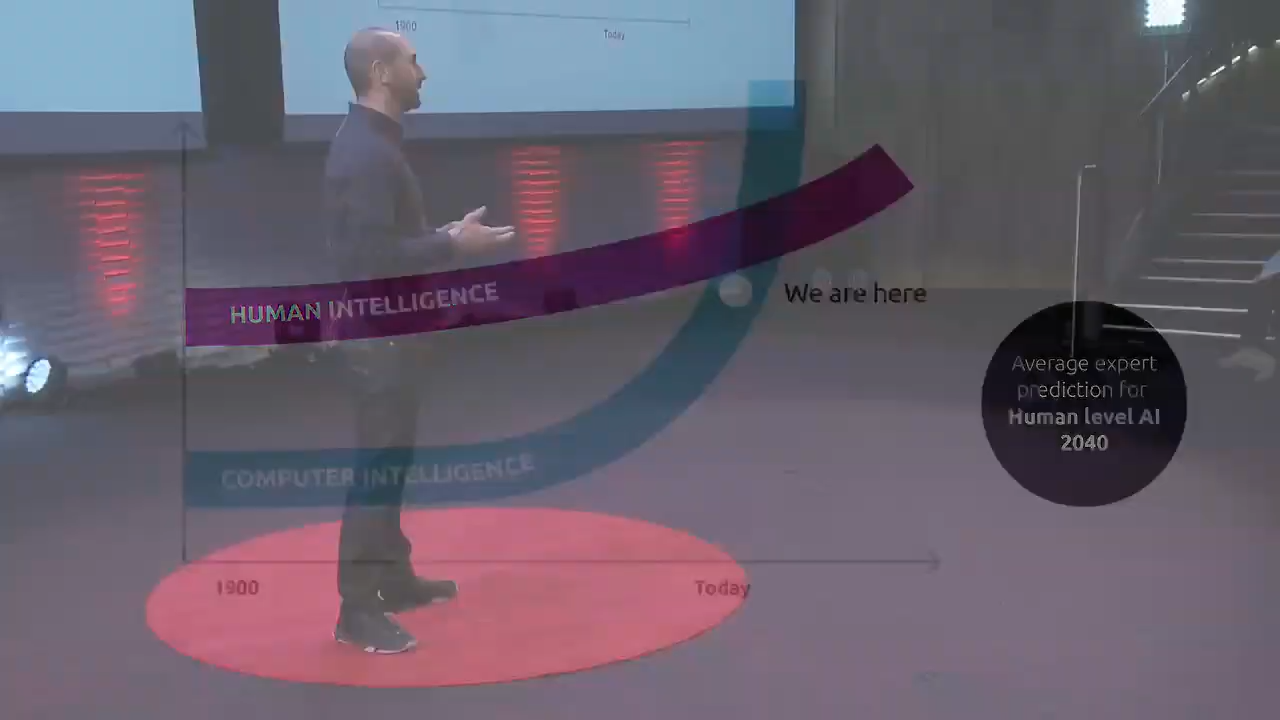 1900
Today
HUMAN INTELLIGENCE
We are here
Average expert
prediction for
Human level AI
2040
COMPUTER INTELLIGENCE
1900
Today